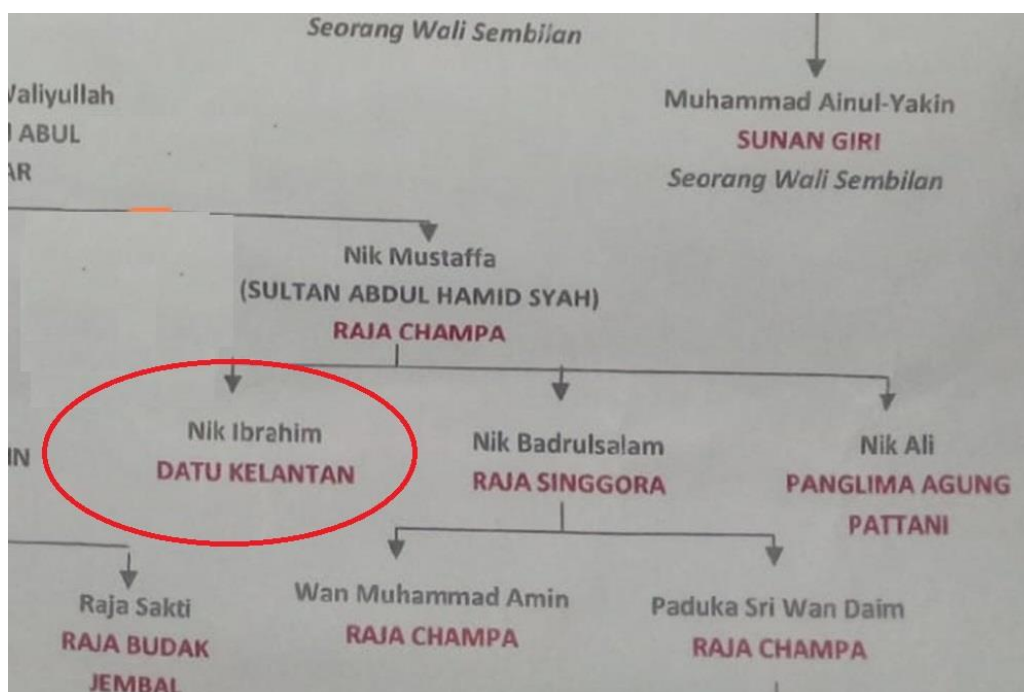 Seorang Wali Sembilan
Muhammad Ainul-Yakin
SUNAN GIRI
Seorang Wali Sembilan
ABUL
Nik Mustaffa
(SULTAN ABDUL HAMID SYAH)
RAJA CHAMPA
Nik Ibrahim
DATU KELANTAN
Nik Badrulsalam
RAJA SINGGORA
Nik Ali
PANGLIMA AGUNG
PATTANI
Raja Sakti
RAJA BUDAK
JEMBAL
Wan Muhammad Amin
RAJA CHAMPA
Paduka Sri Wan Daim
RAJA CHAMPA